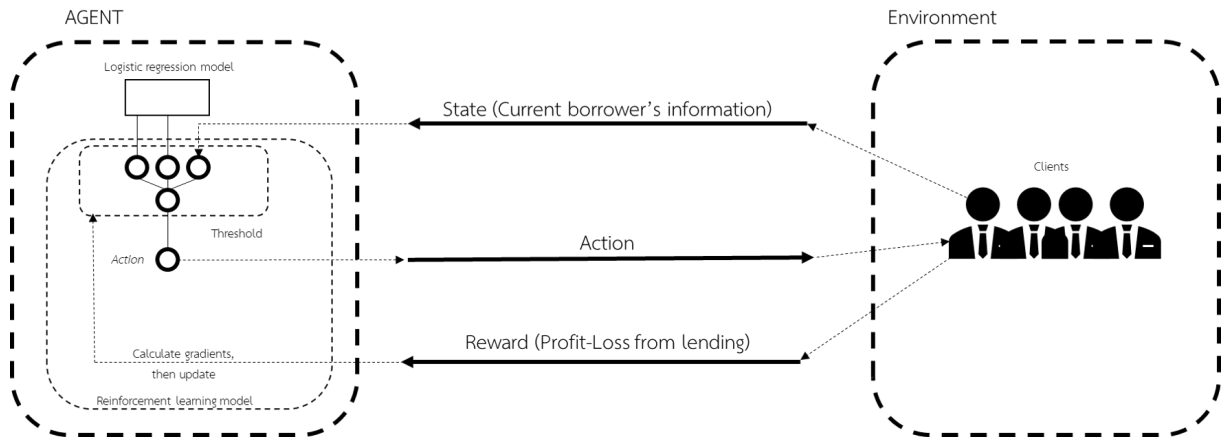 AGENT
Environment
Logistic regression model
State (Current borrower's information)
Clients
Threshold
Action
Action
Reward (Profit-Loss from lending)
Calculate gradients,
then update
Reinforcement learning model